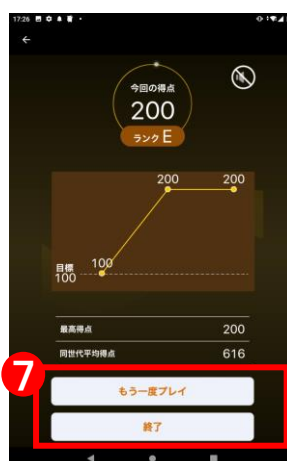 17:26
今回の得点
200
ランク E
200 200
100
目標
100
最高得点 200
同世代平均得点 616
7
もう一度プレイ
終了